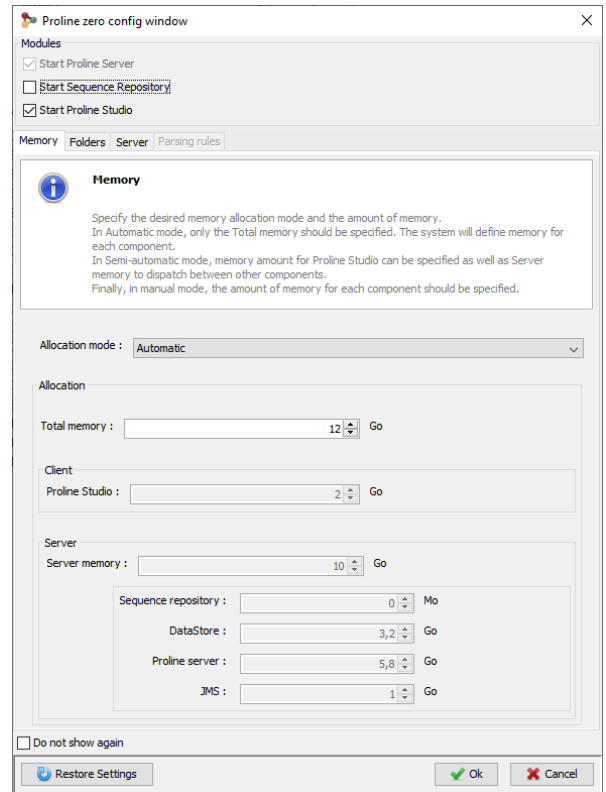 Proline zero config window
Modules
Start Proline Server
Start Sequence Repository
Start Proline Studio
Memory Folders Server Parsing rules
Memory
Specify the desired memory allocation mode and the amount of memory.
In Automatic mode, only the Total memory should be specified. The system will define memory for
each component.
In Semi-automatic mode, memory amount for Proline Studio can be specified as well as Server
memory to dispatch between other components.
Finally, in manual mode, the amount of memory for each component should be specified.
Allocation mode : Automatic
Allocation
Total memory : 12 Go
Client
Proline Studio : 2 Go
Server
Server memory : 10 Go
Sequence repository : 0 Mo
DataStore : 3,2 Go
Proline server : 5,8 Go
JMS : 1 Go
Do not show again
Restore Settings Ok Cancel